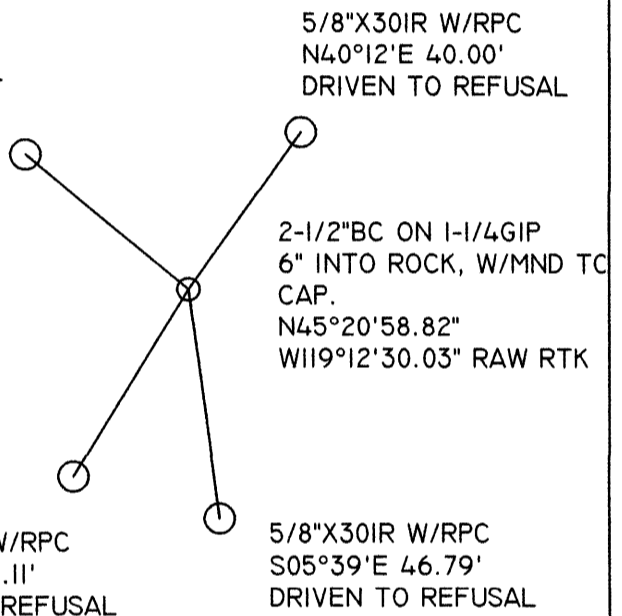 5/8"X30IR W/RPC
N40°12'E 40.00'
DRIVEN TO REFUSAL
2-1/2"BC ON 1-1/4GIP
6" INTO ROCK, W/MND TO
CAP.
N45°20'58.82"
W119°12'30.03" RAW RTK
W/RPC
.11'
REFUSAL
5/8"X30IR W/RPC
S05°39'E 46.79'
DRIVEN TO REFUSAL